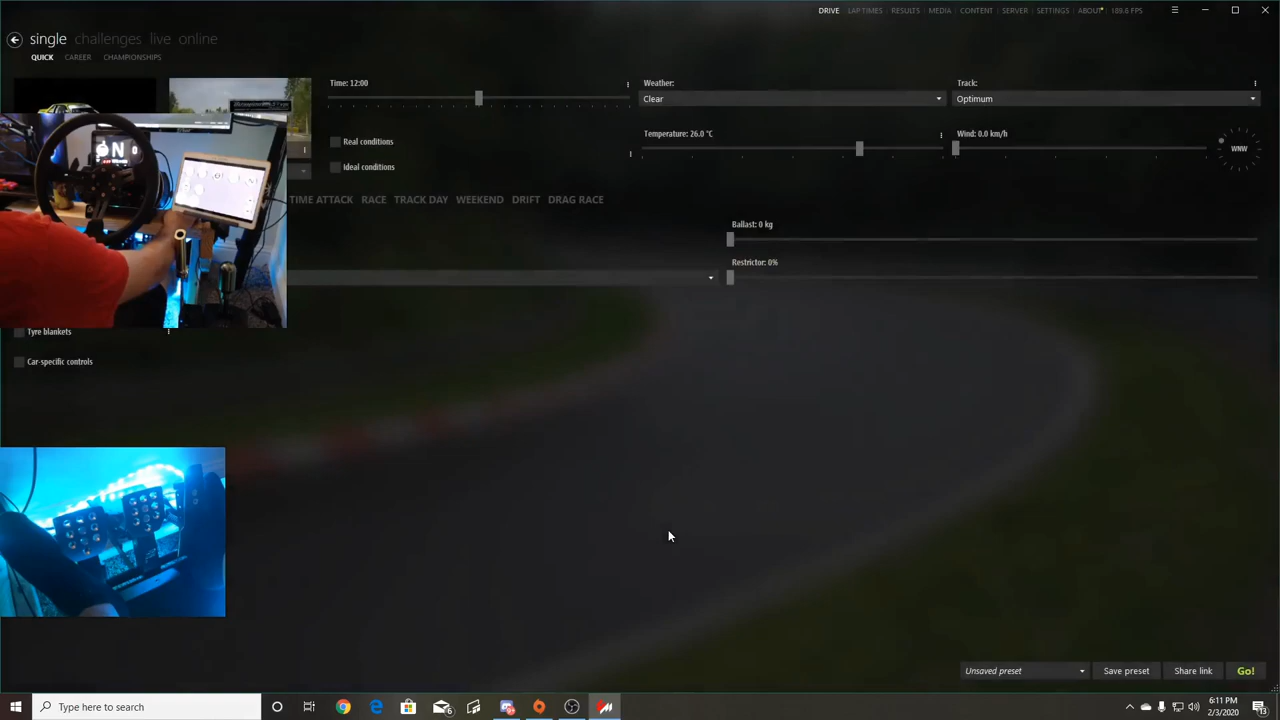 DRIVE LAP TIMES RESULTS MEDIA CONTENT SERVER SETTINGS ABOUT 189.6 FPS
single challenges live online
QUICK CAREER CHAMPIONSHIPS
Time: 12:00 Weather: Track:
Clear Optimum
Temperature: 26.0 °C Wind: 0.0 km/h
Real conditions
WNW
Ideal conditions
TIME ATTACK RACE TRACK DAY WEEKEND DRIFT DRAG RACE
Ballast: 0 kg
Restrictor: 0%
N 0
Tyre blankets
Car-specific controls
Unsaved preset Save preset Share link Go!
Type here to search
6:11 PM
2/3/2020